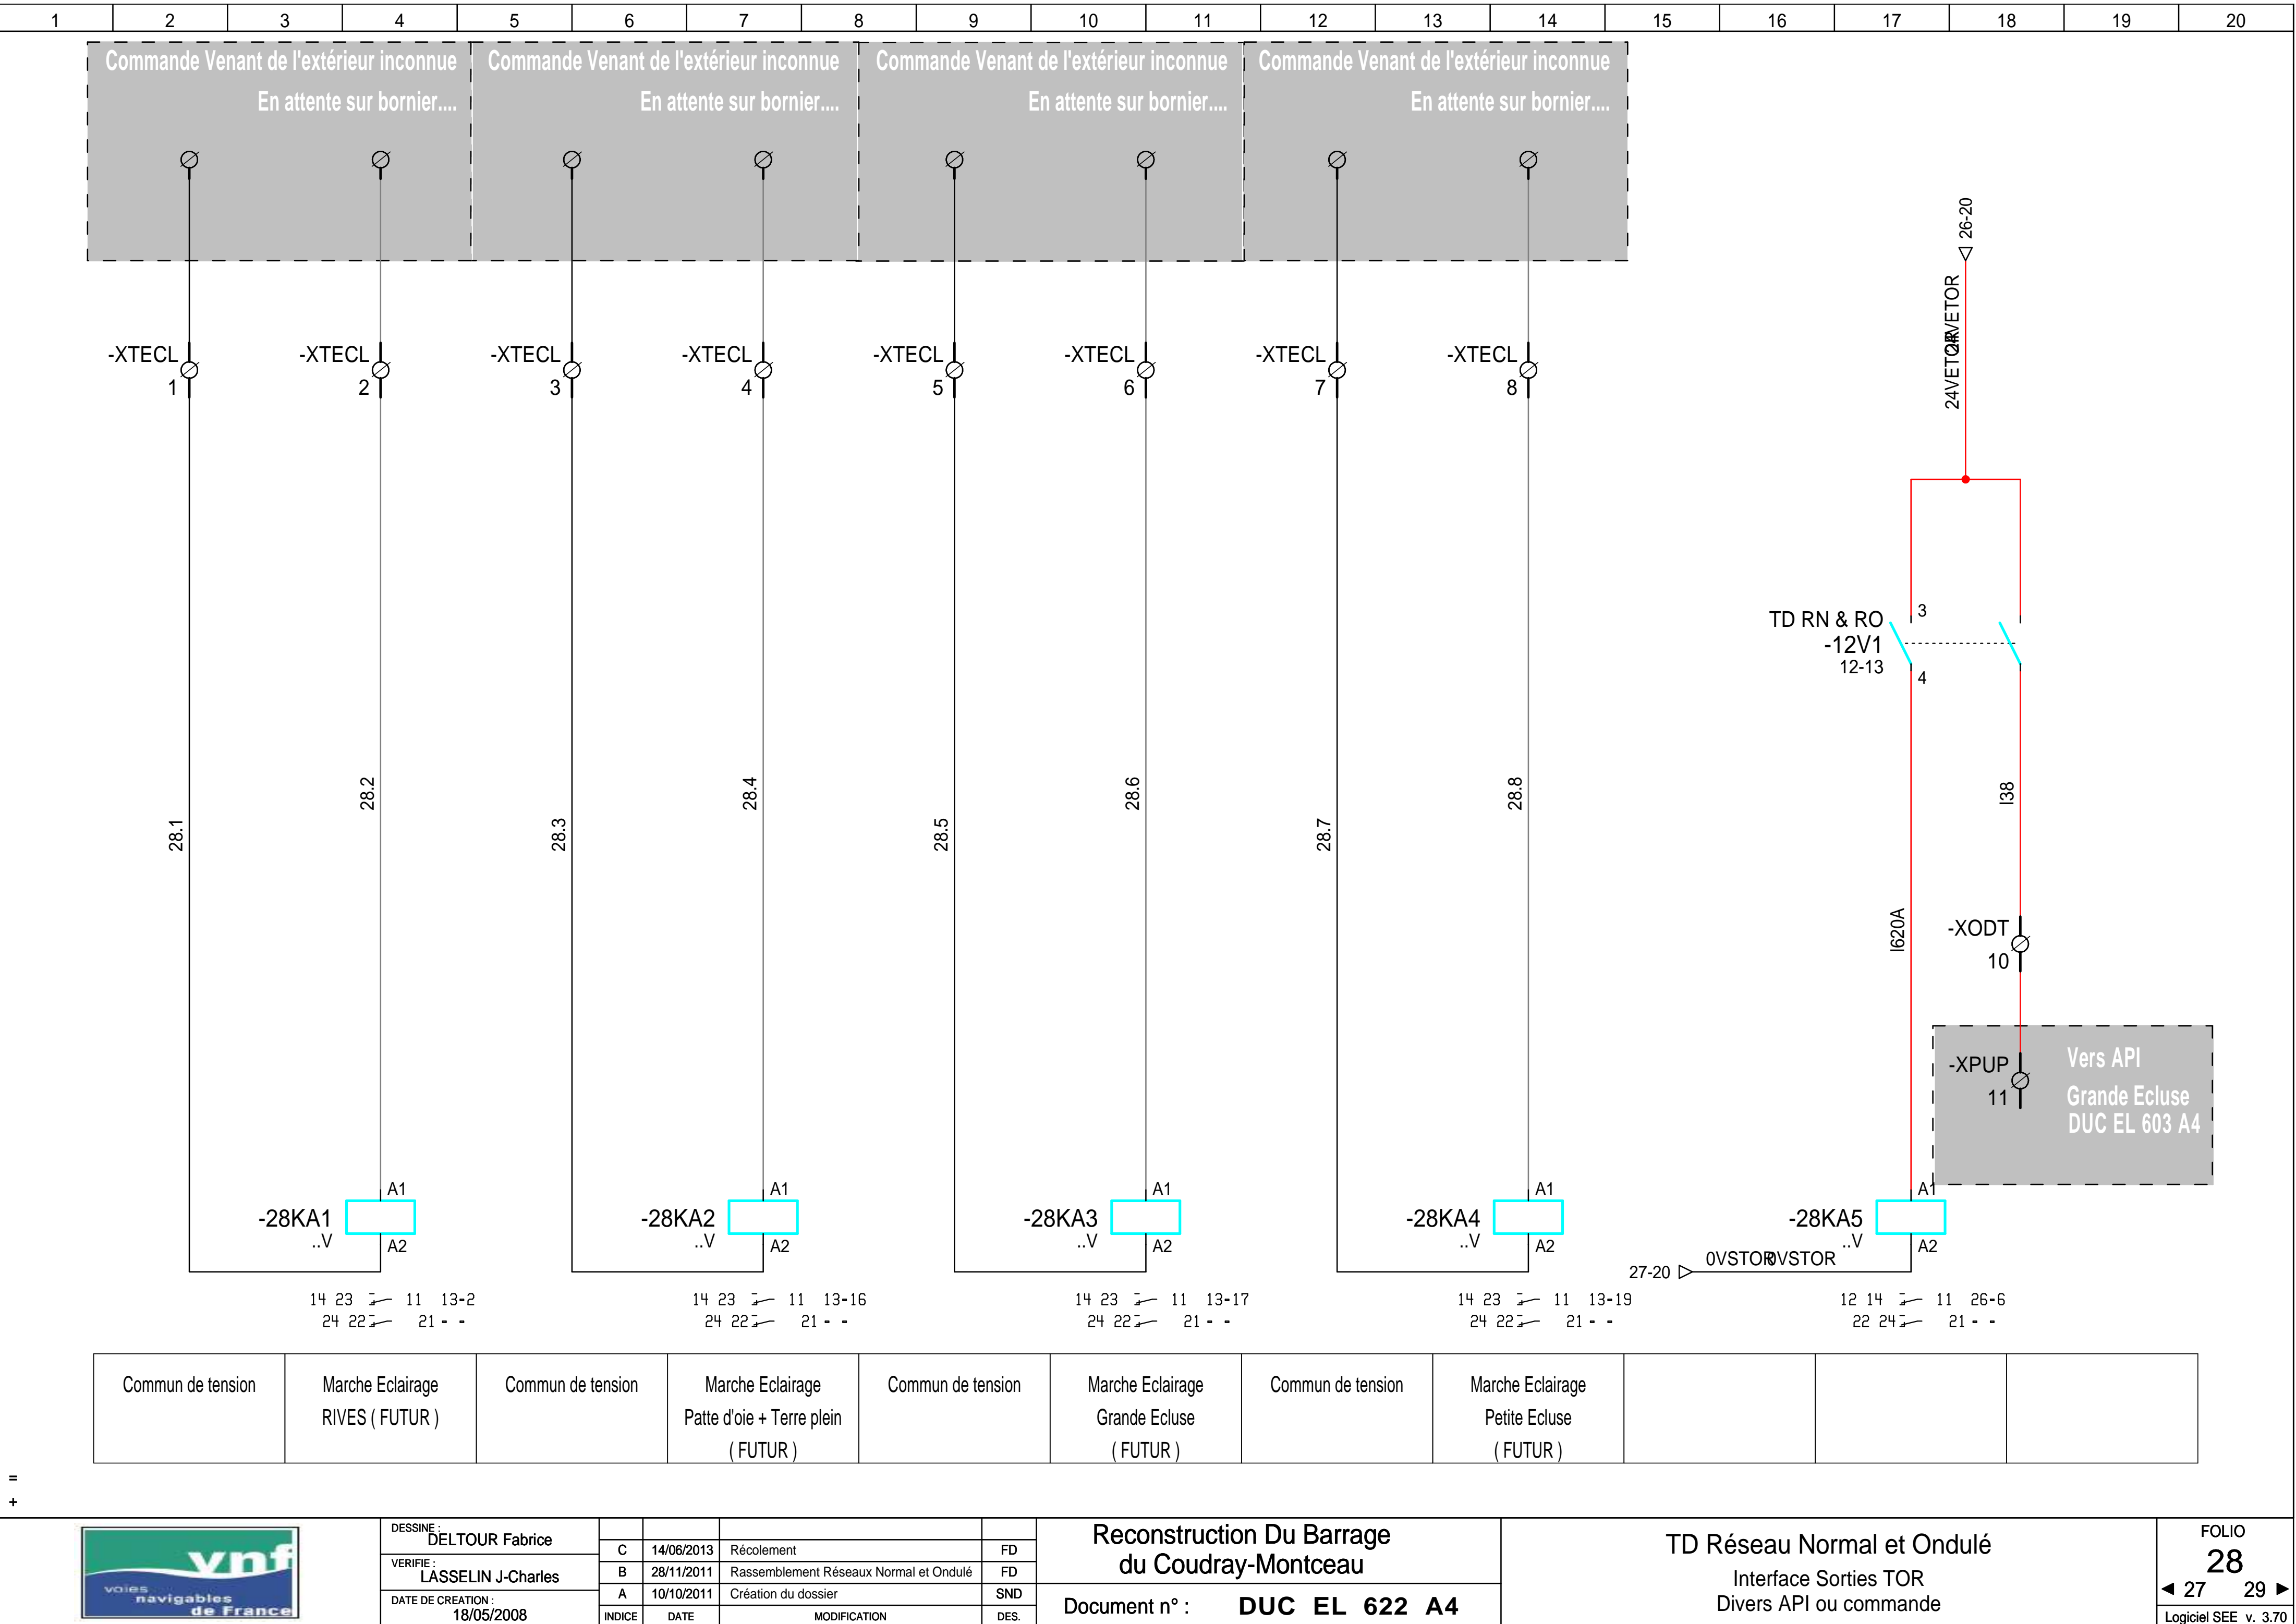 1 2 3 4 5 6 7 8 9 10 11 12 13 14 15 16 17 18 19 20
Commande Venant de l'extérieur inconnue
En attente sur bornier....
Commande Venant de l'extérieur inconnue
En attente sur bornier....
Commande Venant de l'extérieur inconnue
En attente sur bornier....
Commande Venant de l'extérieur inconnue
En attente sur bornier....
26-20
24VETOR
24VETOR
-XTECL
1
-XTECL
2
-XTECL
3
-XTECL
4
-XTECL
5
-XTECL
6
-XTECL
7
-XTECL
8
TD RN & RO
-12V1
12-13
3
4
28.1
28.2
28.3
28.4
28.5
28.6
28.7
28.8
I620A
I38
-XODT
10
-XPUP
11
Vers API
Grande Ecluse
DUC EL 603 A4
-28KA1
..V
A1
A2
-28KA2
..V
A1
A2
-28KA3
..V
A1
A2
-28KA4
..V
A1
A2
-28KA5
..V
A1
A2
27-20
0VSTOR
0VSTOR
14 23 11 13-2
24 22 21 - -
14 23 11 13-16
24 22 21 - -
14 23 11 13-17
24 22 21 - -
14 23 11 13-19
24 22 21 - -
12 14 11 26-6
22 24 21 - -
Commun de tension
Marche Eclairage
RIVES ( FUTUR )
Commun de tension
Marche Eclairage
Patte d'oie + Terre plein
( FUTUR )
Commun de tension
Marche Eclairage
Grande Ecluse
( FUTUR )
Commun de tension
Marche Eclairage
Petite Ecluse
( FUTUR )
=
+
vnf
voies
navigables
de France
DESSINE :
DELTOUR Fabrice
VERIFIE :
LASSELIN J-Charles
DATE DE CREATION :
18/05/2008
C 14/06/2013 Récolement FD
B 28/11/2011 Rassemblement Réseaux Normal et Ondulé FD
A 10/10/2011 Création du dossier SND
INDICE DATE MODIFICATION DES.
Reconstruction Du Barrage
du Coudray-Montceau
Document n° : DUC EL 622 A4
TD Réseau Normal et Ondulé
Interface Sorties TOR
Divers API ou commande
FOLIO
28
◄ 27 29 ►
Logiciel SEE v. 3.70